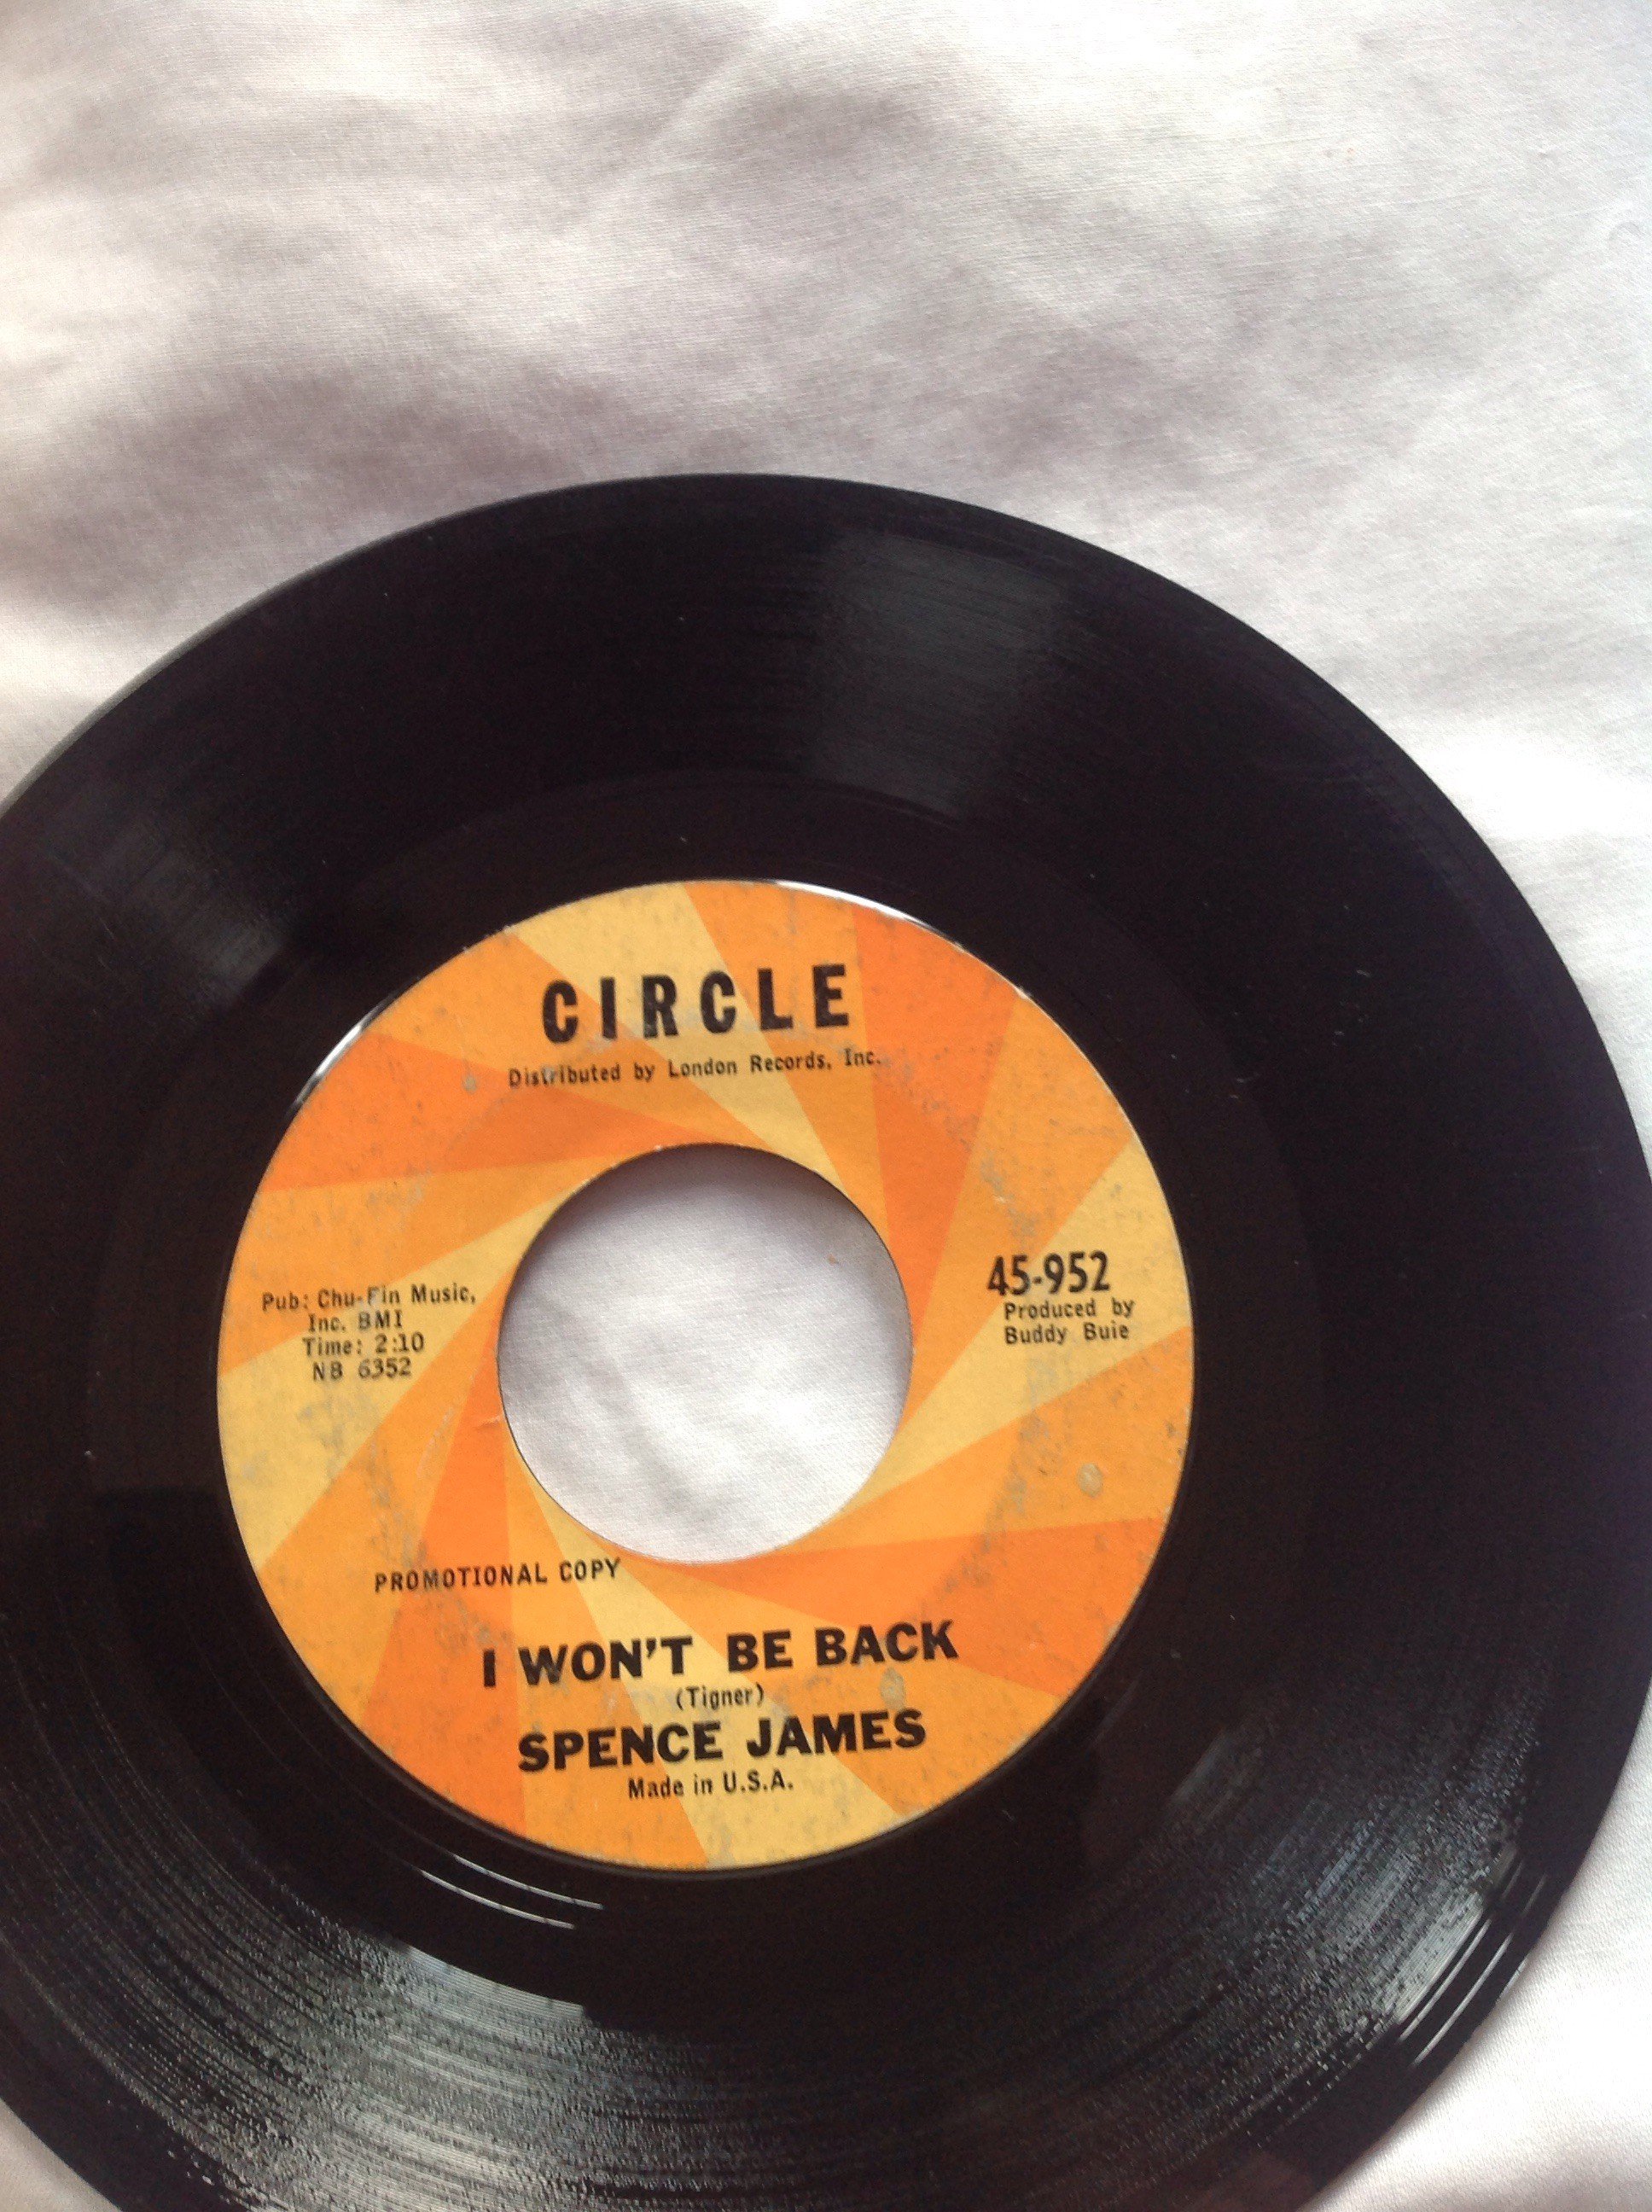 CIRCLE
Distributed by London Records, Inc.
Pub: Chu-Fin Music,
Inc. BMI
Time: 2:10
NB 6352
45-952
Produced by
Buddy Buie
PROMOTIONAL COPY
I WON'T BE BACK
(Tigner)
SPENCE JAMES
Made in U.S.A.